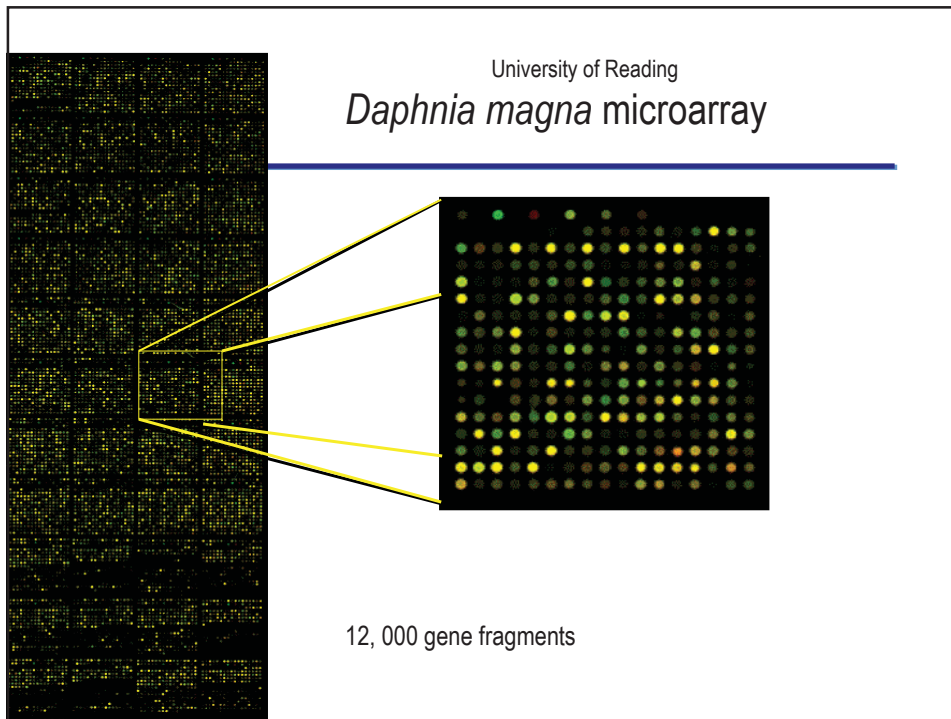 University of Reading
Daphnia magna microarray
12, 000 gene fragments